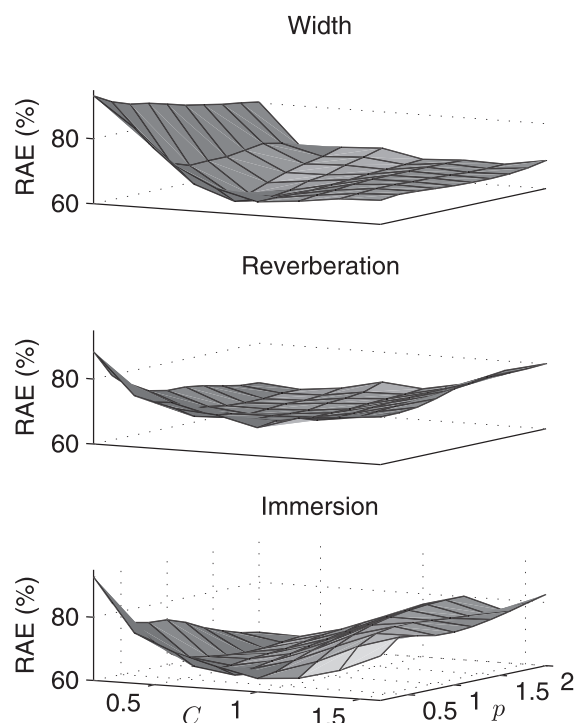 Width
RAE (%)
80
60
Reverberation
RAE (%)
80
60
Immersion
RAE (%)
80
60
0.5
C
1
1.5
0.5
1
p
1.5
2